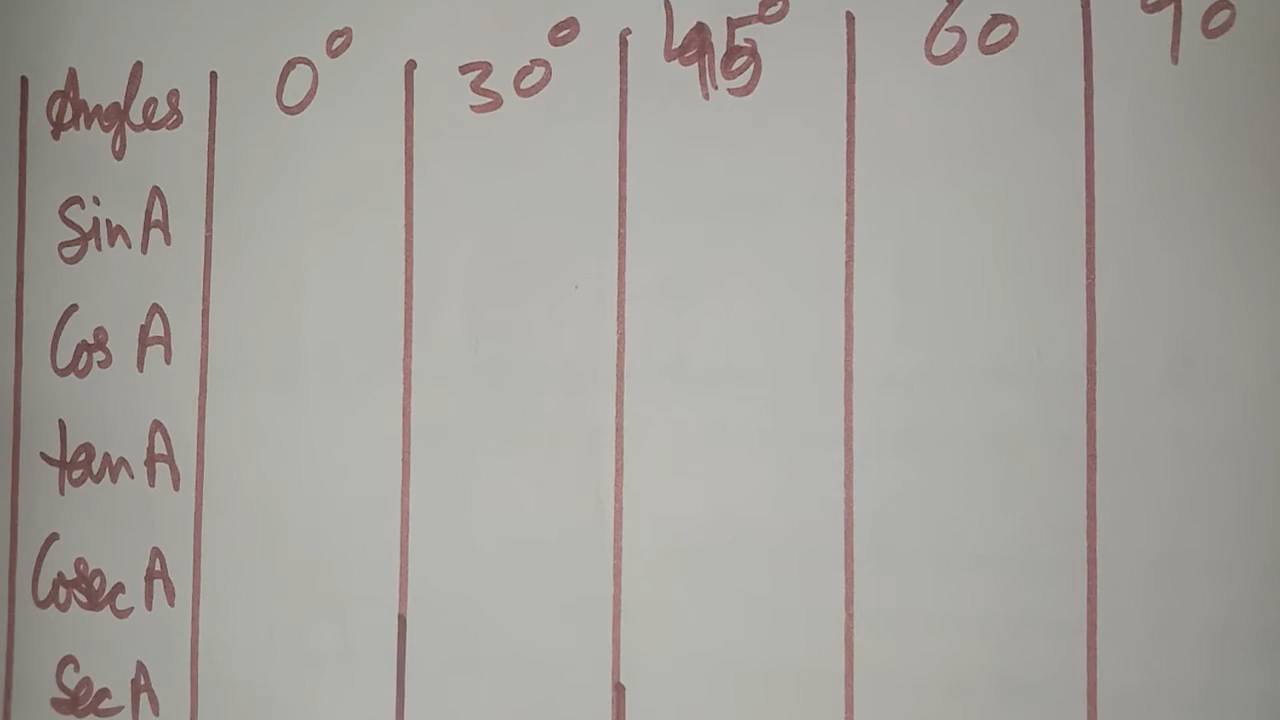 Angles 0° 30° 45° 60 90
Sin A
Cos A
tan A
Cosec A
Sec A